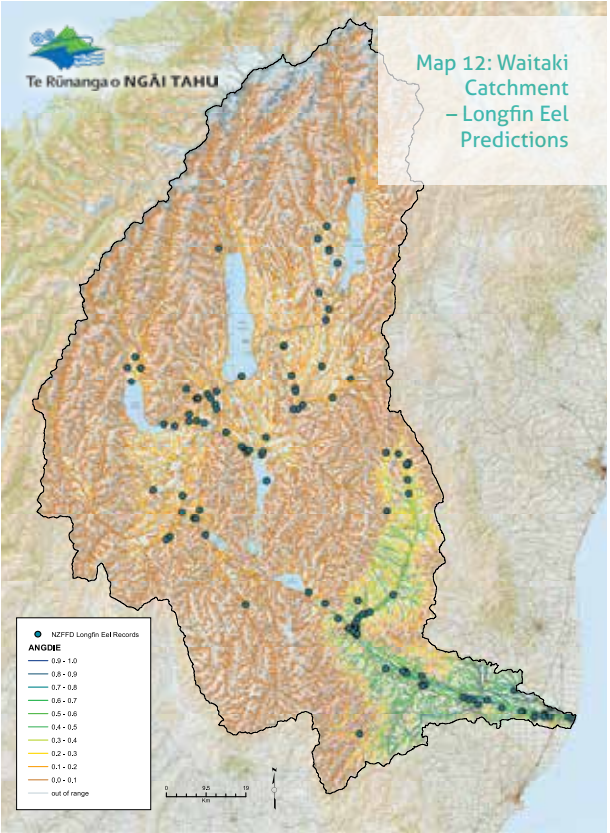 Te Rūnanga o NGĀI TAHU
Map 12: Waitaki
Catchment
– Longfin Eel
Predictions
NZFFD Longfin Eel Records
ANGDIE
0.9 - 1.0
0.8 - 0.9
0.7 - 0.8
0.6 - 0.7
0.5 - 0.6
0.4 - 0.5
0.3 - 0.4
0.2 - 0.3
0.1 - 0.2
0.0 - 0.1
out of range
0 9.5 19
Km